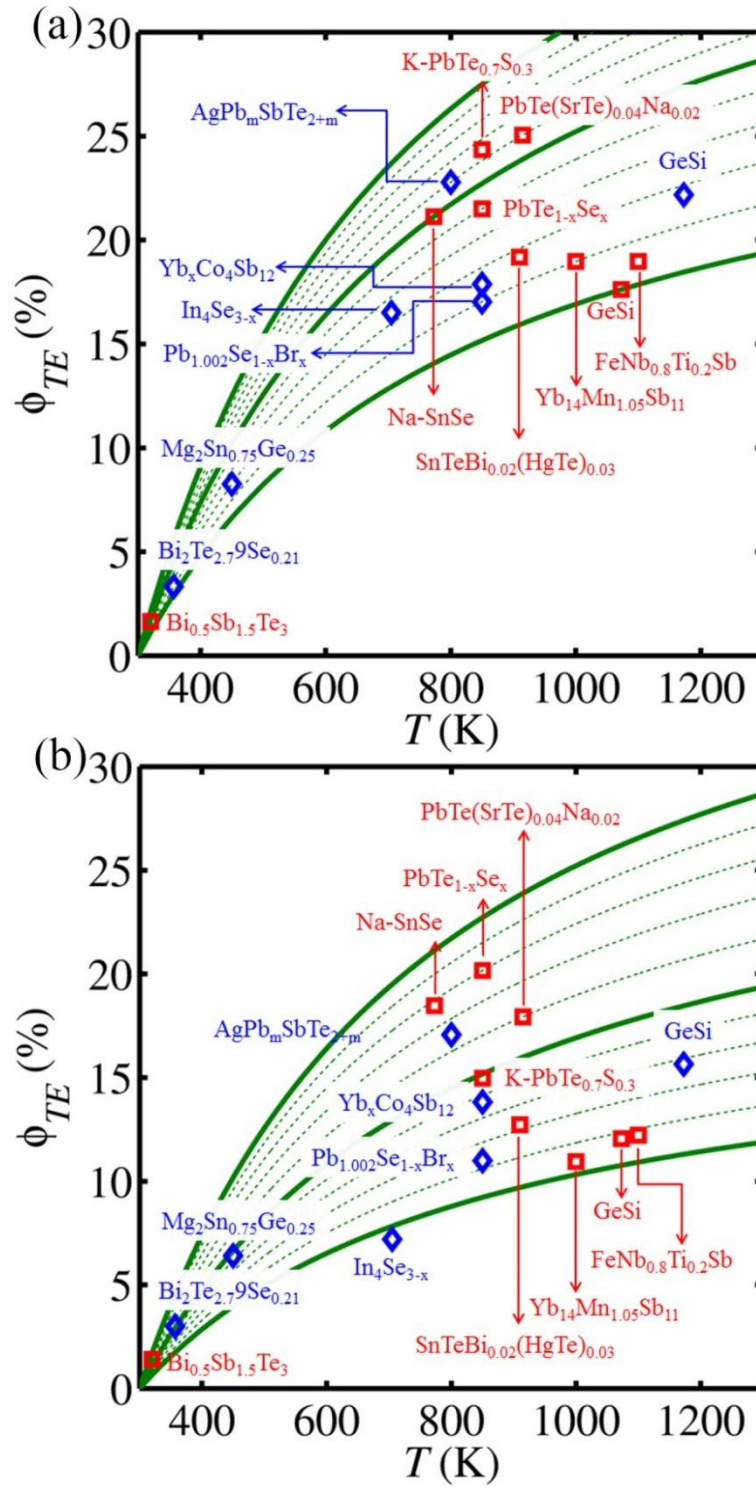 (a)
30
K-PbTe₀.₇S₀.₃
AgPbₘSbTe₂₊ₘ
PbTe(SrTe)₀.₀₄Na₀.₀₂
25
GeSi
PbTe₁₋ₓSeₓ
20
YbₓCo₄Sb₁₂
In₄Se₃₋ₓ
GeSi
Pb₁.₀₀₂Se₁₋ₓBrₓ
FeNb₀.₈Ti₀.₂Sb
15
Yb₁₄Mn₁.₀₅Sb₁₁
Na-SnSe
SnTeBi₀.₀₂(HgTe)₀.₀₃
ϕ_TE (%)
10
Mg₂Sn₀.₇₅Ge₀.₂₅
5
Bi₂Te₂.₇9Se₀.₂₁
Bi₀.₅Sb₁.₅Te₃
0
400 600 800 1000 1200
T (K)
(b)
30
PbTe(SrTe)₀.₀₄Na₀.₀₂
25
PbTe₁₋ₓSeₓ
Na-SnSe
20
AgPbₘSbTe₂₊ₘ
GeSi
15
K-PbTe₀.₇S₀.₃
YbₓCo₄Sb₁₂
ϕ_TE (%)
Pb₁.₀₀₂Se₁₋ₓBrₓ
10
GeSi
Mg₂Sn₀.₇₅Ge₀.₂₅
FeNb₀.₈Ti₀.₂Sb
In₄Se₃₋ₓ
5
Bi₂Te₂.₇9Se₀.₂₁
Yb₁₄Mn₁.₀₅Sb₁₁
SnTeBi₀.₀₂(HgTe)₀.₀₃
Bi₀.₅Sb₁.₅Te₃
0
400 600 800 1000 1200
T (K)